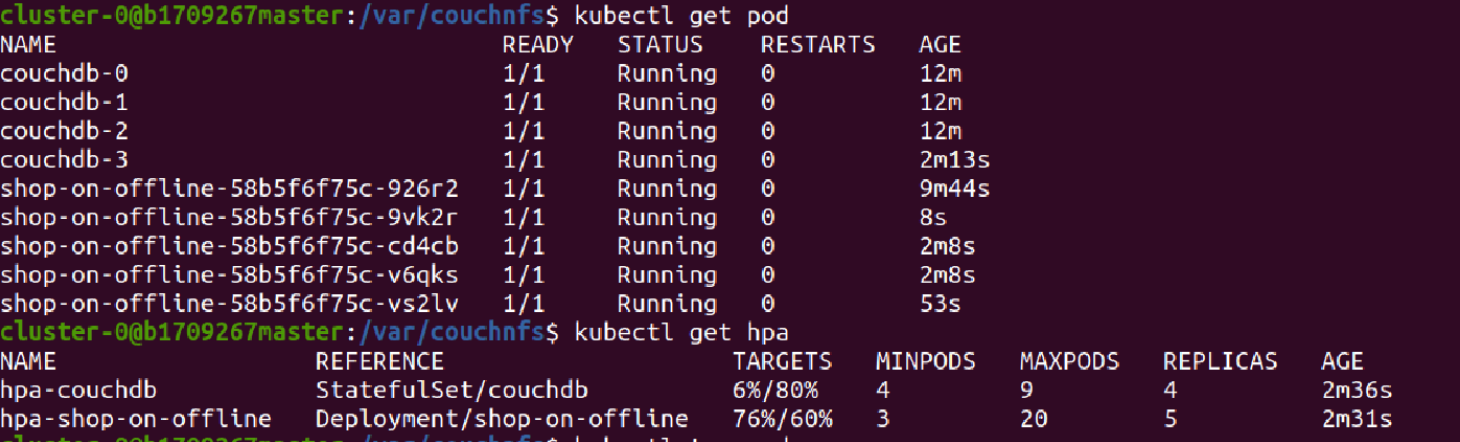 cluster-0@b1709267master:/var/couchnfs$ kubectl get pod
NAME READY STATUS RESTARTS AGE
couchdb-0 1/1 Running 0 12m
couchdb-1 1/1 Running 0 12m
couchdb-2 1/1 Running 0 12m
couchdb-3 1/1 Running 0 2m13s
shop-on-offline-58b5f6f75c-926r2 1/1 Running 0 9m44s
shop-on-offline-58b5f6f75c-9vk2r 1/1 Running 0 8s
shop-on-offline-58b5f6f75c-cd4cb 1/1 Running 0 2m8s
shop-on-offline-58b5f6f75c-v6qks 1/1 Running 0 2m8s
shop-on-offline-58b5f6f75c-vs2lv 1/1 Running 0 53s
cluster-0@b1709267master:/var/couchnfs$ kubectl get hpa
NAME REFERENCE TARGETS MINPODS MAXPODS REPLICAS AGE
hpa-couchdb StatefulSet/couchdb 6%/80% 4 9 4 2m36s
hpa-shop-on-offline Deployment/shop-on-offline 76%/60% 3 20 5 2m31s